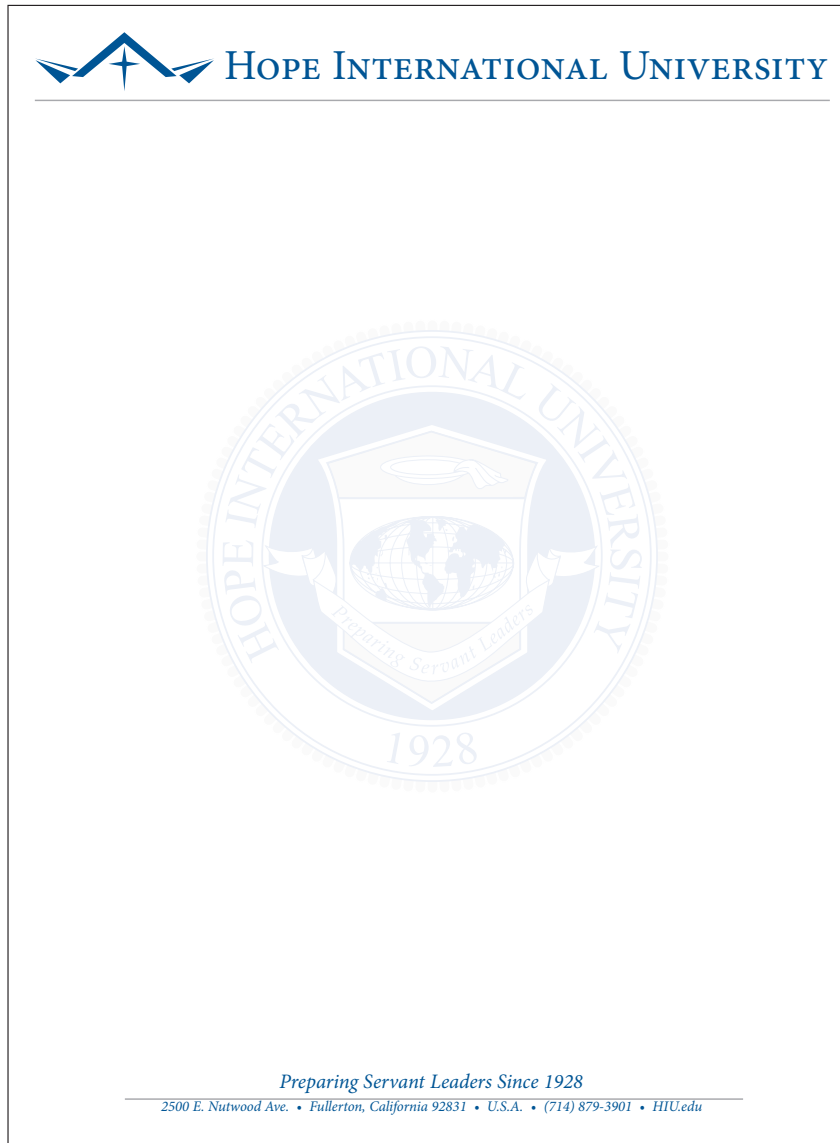 HOPE INTERNATIONAL UNIVERSITY
HOPE INTERNATIONAL UNIVERSITY
Preparing Servant Leaders
1928
Preparing Servant Leaders Since 1928
2500 E. Nutwood Ave. • Fullerton, California 92831 • U.S.A. • (714) 879-3901 • HIU.edu